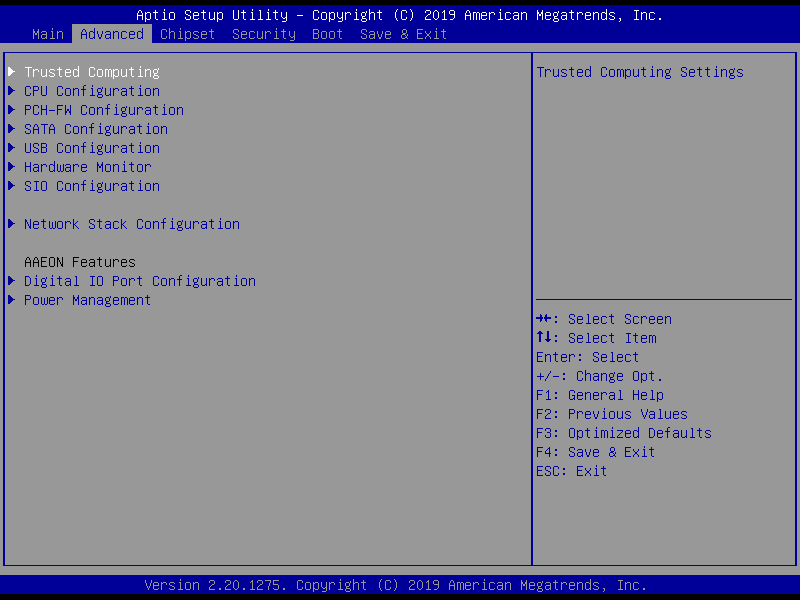 Aptio Setup Utility – Copyright (C) 2019 American Megatrends, Inc.
Main Advanced Chipset Security Boot Save & Exit
Trusted Computing
CPU Configuration
PCH-FW Configuration
SATA Configuration
USB Configuration
Hardware Monitor
SIO Configuration
Network Stack Configuration
AAEON Features
Digital IO Port Configuration
Power Management
Trusted Computing Settings
→←: Select Screen
↑↓: Select Item
Enter: Select
+/-: Change Opt.
F1: General Help
F2: Previous Values
F3: Optimized Defaults
F4: Save & Exit
ESC: Exit
Version 2.20.1275. Copyright (C) 2019 American Megatrends, Inc.